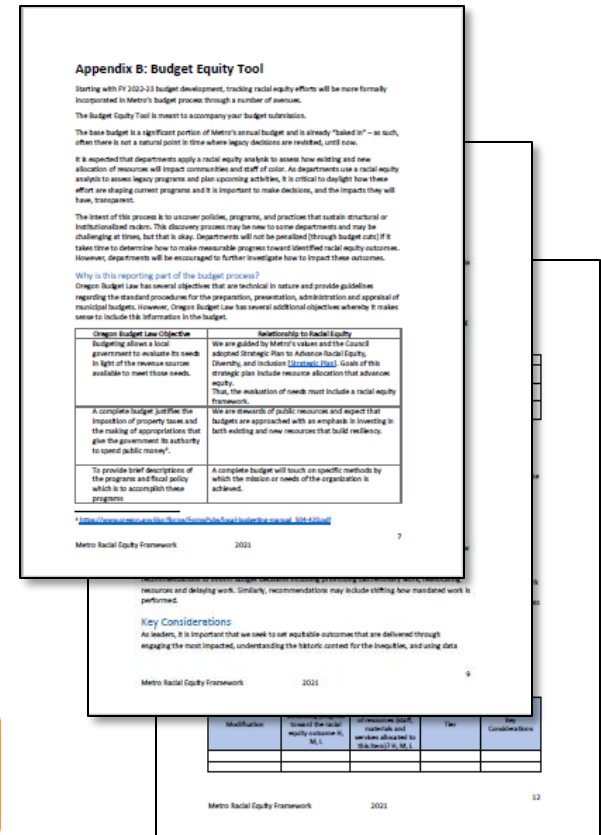 Appendix B: Budget Equity Tool
Starting with FY 2022-23 budget development, tracking racial equity efforts will be more formally
incorporated in Metro's budget process through a number of avenues.
The Budget Equity Tool is meant to accompany your budget submission.
The base budget is a significant portion of Metro's annual budget and is already "baked in" – as such,
often there is not a natural point in time where legacy decisions are revisited, until now.
It is expected that departments apply a racial equity analysis to assess how existing and new
allocation of resources will impact communities and staff of color. As departments use a racial equity
analysis to assess legacy programs and plan upcoming activities, it is critical to daylight how these
effort are shaping current programs and it is important to make decisions, and the impacts they will
have, transparent.
The intent of this process is to uncover policies, programs, and practices that sustain structural or
institutionalized racism. This discovery process may be new to some departments and may be
challenging at times, but that is okay. Departments will not be penalized [through budget cuts] if it
takes time to determine how to make measurable progress toward identified racial equity outcomes.
However, departments will be encouraged to further investigate how to impact these outcomes.
Why is this reporting part of the budget process?
Oregon Budget Law has several objectives that are technical in nature and provide guidelines
regarding the standard procedures for the preparation, presentation, administration and appraisal of
municipal budgets. However, Oregon Budget Law has several additional objectives whereby it makes
sense to include this information in the budget.
Oregon Budget Law Objective Relationship to Racial Equity
Budgeting allows a local
government to evaluate its needs
in light of the revenue sources
available to meet those needs.
We are guided by Metro's values and the Council
adopted Strategic Plan to Advance Racial Equity,
Diversity, and Inclusion [Strategic Plan]. Goals of this
strategic plan include resource allocation that advances
equity.
Thus, the evaluation of needs must include a racial equity
framework.
A complete budget justifies the
imposition of property taxes and
the making of appropriations that
give the government its authority
to spend public money⁴.
We are stewards of public resources and expect that
budgets are approached with an emphasis in investing in
both existing and new resources that build resiliency.
To provide brief descriptions of
the programs and fiscal policy
which is to accomplish these
programs
A complete budget will touch on specific methods by
which the mission or needs of the organization is
achieved.
7
Metro Racial Equity Framework 2021
resources and delaying work. Similarly, recommendations may include shifting how mandated work is
performed.
Key Considerations
As leaders, it is important that we seek to set equitable outcomes that are delivered through
engaging the most impacted, understanding the historic context for the inequities, and using data
9
Metro Racial Equity Framework 2021
Modification
toward the racial
equity outcome H,
M, L
of resources (staff,
materials and
services allocated to
this item)? H, M, L
Tier
Key
Considerations
12
Metro Racial Equity Framework 2021